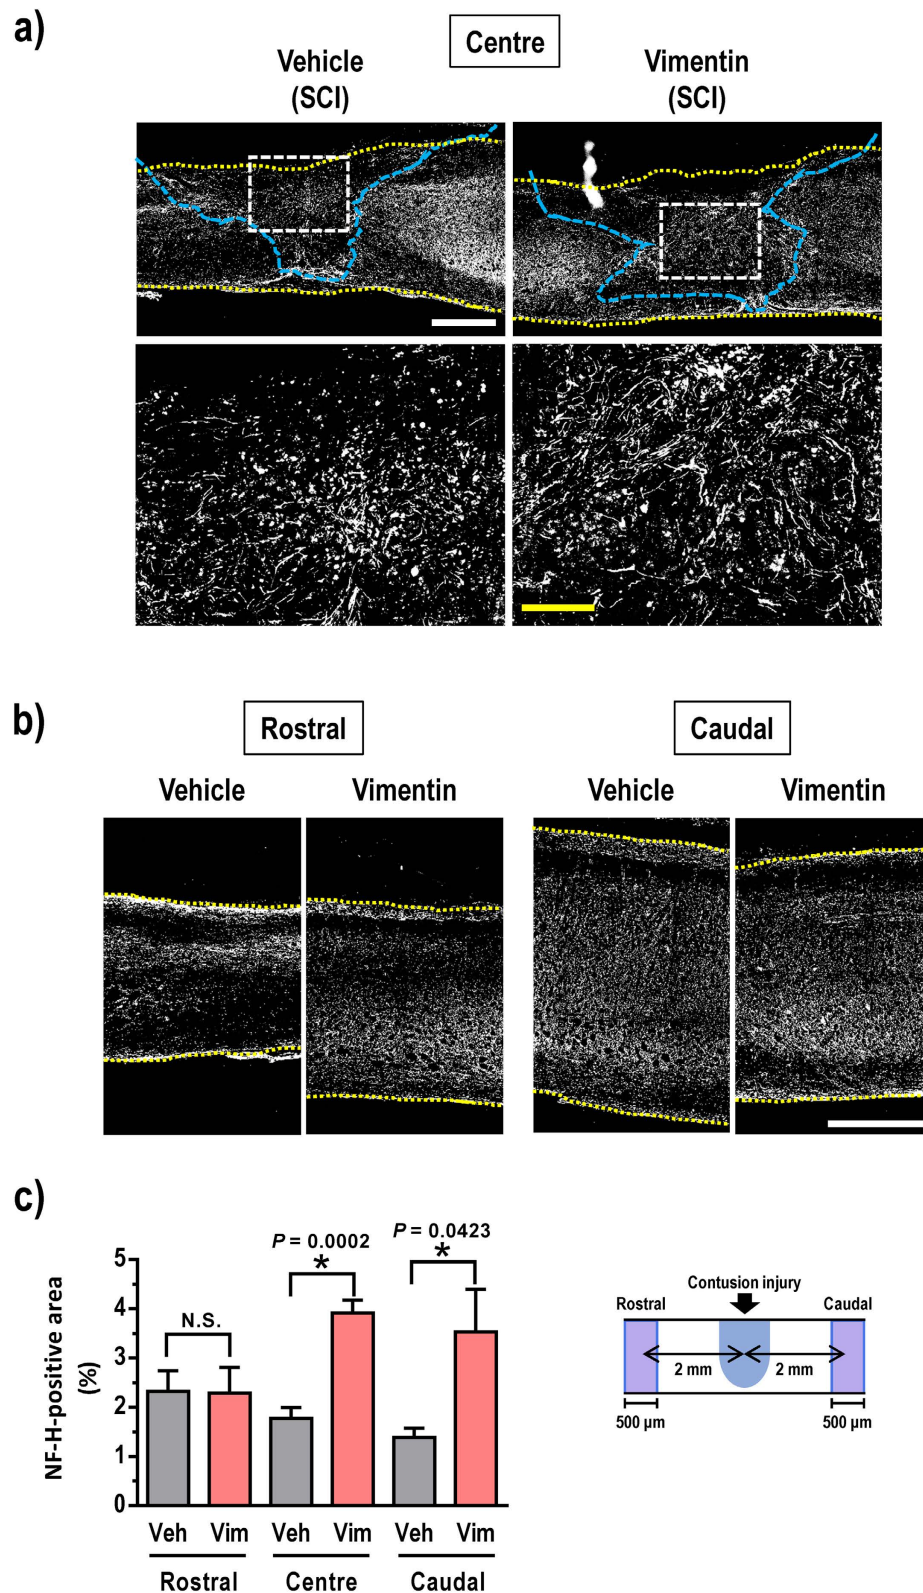 a)
Centre
Vehicle
(SCI)
Vimentin
(SCI)
b)
Rostral
Caudal
Vehicle
Vimentin
Vehicle
Vimentin
c)
NF-H-positive area
(%)
5
4
3
2
1
0
N.S.
P = 0.0002
*
P = 0.0423
*
Veh
Vim
Veh
Vim
Veh
Vim
Rostral
Centre
Caudal
Contusion injury
Rostral
Caudal
2 mm
2 mm
500 µm
500 µm